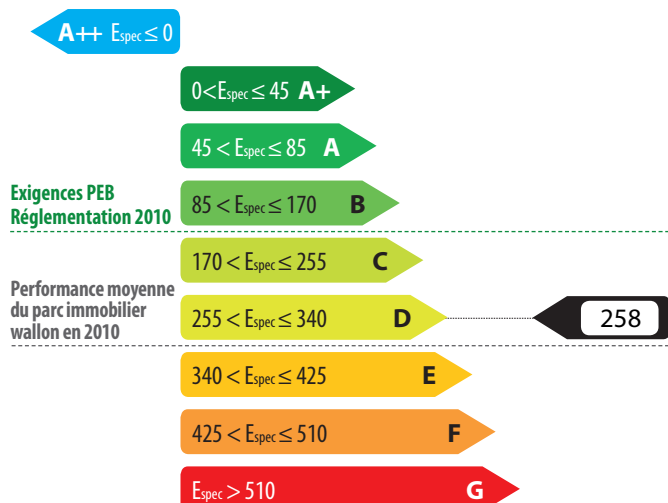 A++ Espec ≤ 0
0<Espec ≤ 45 A+
45 < Espec ≤ 85 A
Exigences PEB
Réglementation 2010
85 < Espec ≤ 170 B
170 < Espec ≤ 255 C
Performance moyenne
du parc immobilier
wallon en 2010
255 < Espec ≤ 340 D
258
340 < Espec ≤ 425 E
425 < Espec ≤ 510 F
Espec > 510 G